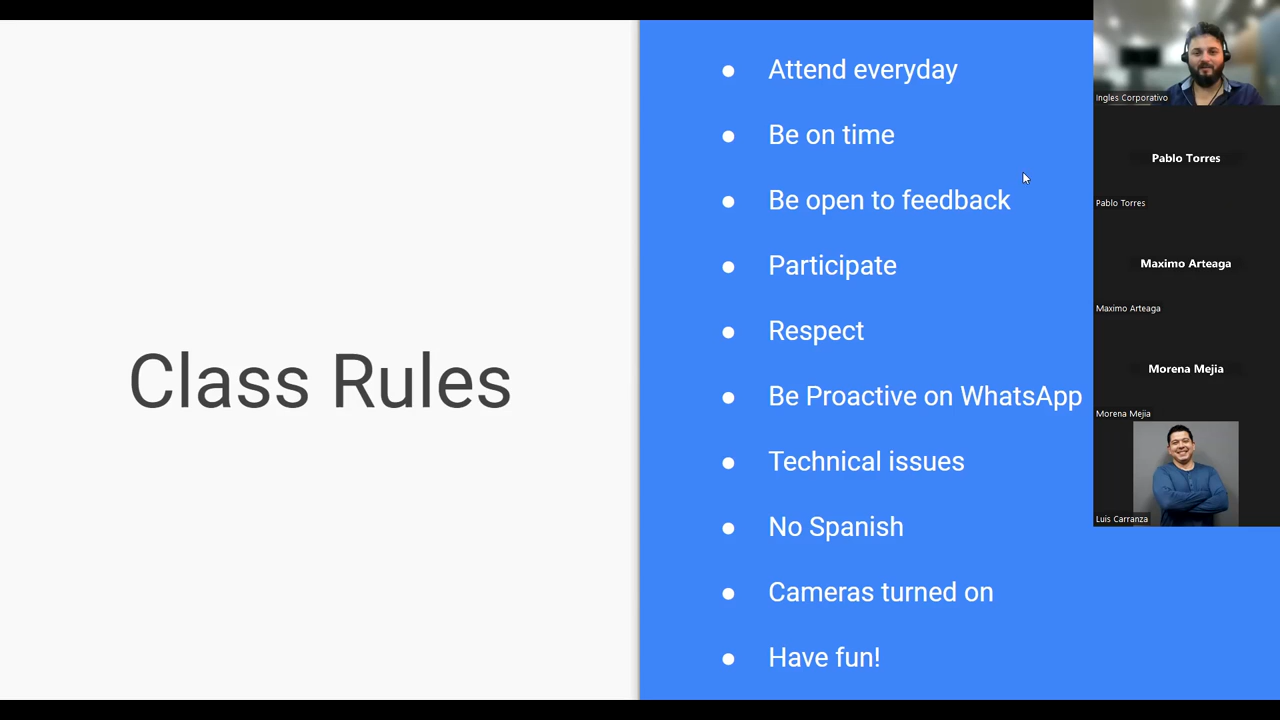 Class Rules
Attend everyday
Be on time
Be open to feedback
Participate
Respect
Be Proactive on WhatsApp
Technical issues
No Spanish
Cameras turned on
Have fun!
Ingles Corporativo
Pablo Torres
Pablo Torres
Maximo Arteaga
Maximo Arteaga
Morena Mejia
Morena Mejia
Luis Carranza